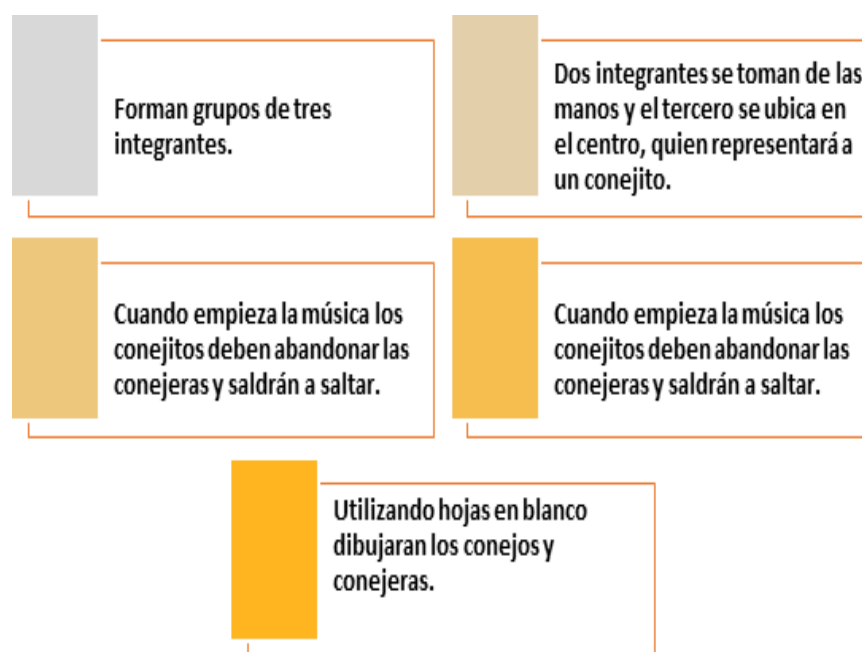 Forman grupos de tres
integrantes.
Dos integrantes se toman de las
manos y el tercero se ubica en
el centro, quien representará a
un conejito.
Cuando empieza la música los
conejitos deben abandonar las
conejeras y saldrán a saltar.
Cuando empieza la música los
conejitos deben abandonar las
conejeras y saldrán a saltar.
Utilizando hojas en blanco
dibujaran los conejos y
conejeras.